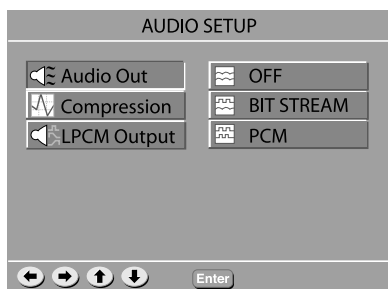 AUDIO SETUP
Audio Out
Compression
LPCM Output
OFF
BIT STREAM
PCM
Enter